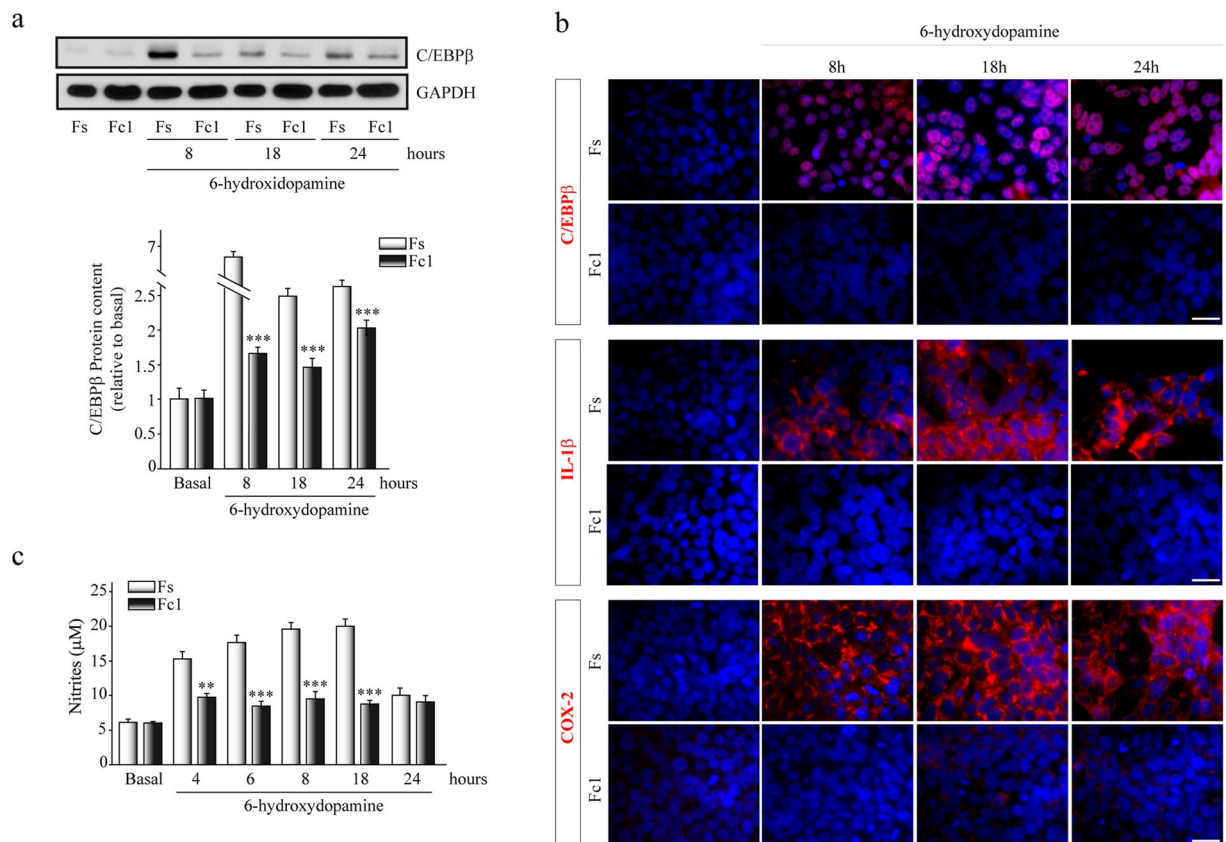 a
C/EBPβ
GAPDH
Fs Fc1 Fs Fc1 Fs Fc1 Fs Fc1
8 18 24 hours
6-hydroxidopamine
C/EBPβ Protein content
(relative to basal)
7
2.5
2
1.5
1
0.5
0
Fs
Fc1
*** *** ***
Basal 8 18 24 hours
6-hydroxydopamine
b
6-hydroxydopamine
8h 18h 24h
C/EBPβ
Fs
Fc1
IL-1β
Fs
Fc1
COX-2
Fs
Fc1
c
Nitrites (μM)
25
20
15
10
5
0
Fs
Fc1
** *** *** ***
Basal 4 6 8 18 24 hours
6-hydroxydopamine